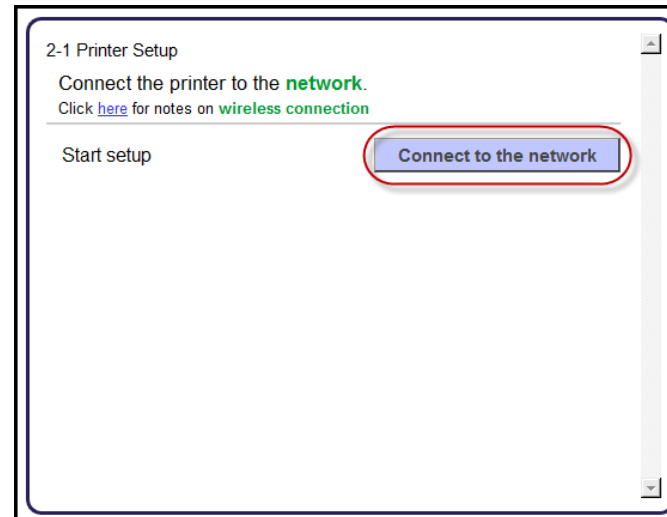 2-1 Printer Setup
Connect the printer to the network.
Click here for notes on wireless connection
Start setup
Connect to the network